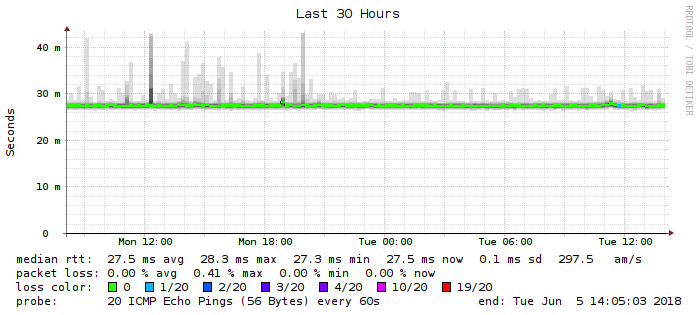 Last 30 Hours
RRDTOOL / TOBI OETIKER
Seconds
40 m
30 m
20 m
10 m
0
Mon 12:00 Mon 18:00 Tue 00:00 Tue 06:00 Tue 12:00
median rtt: 27.5 ms avg 28.3 ms max 27.3 ms min 27.5 ms now 0.1 ms sd 297.5 am/s
packet loss: 0.00 % avg 0.41 % max 0.00 % min 0.00 % now
loss color: 0 1/20 2/20 3/20 4/20 10/20 19/20
probe: 20 ICMP Echo Pings (56 Bytes) every 60s end: Tue Jun 5 14:05:03 2018